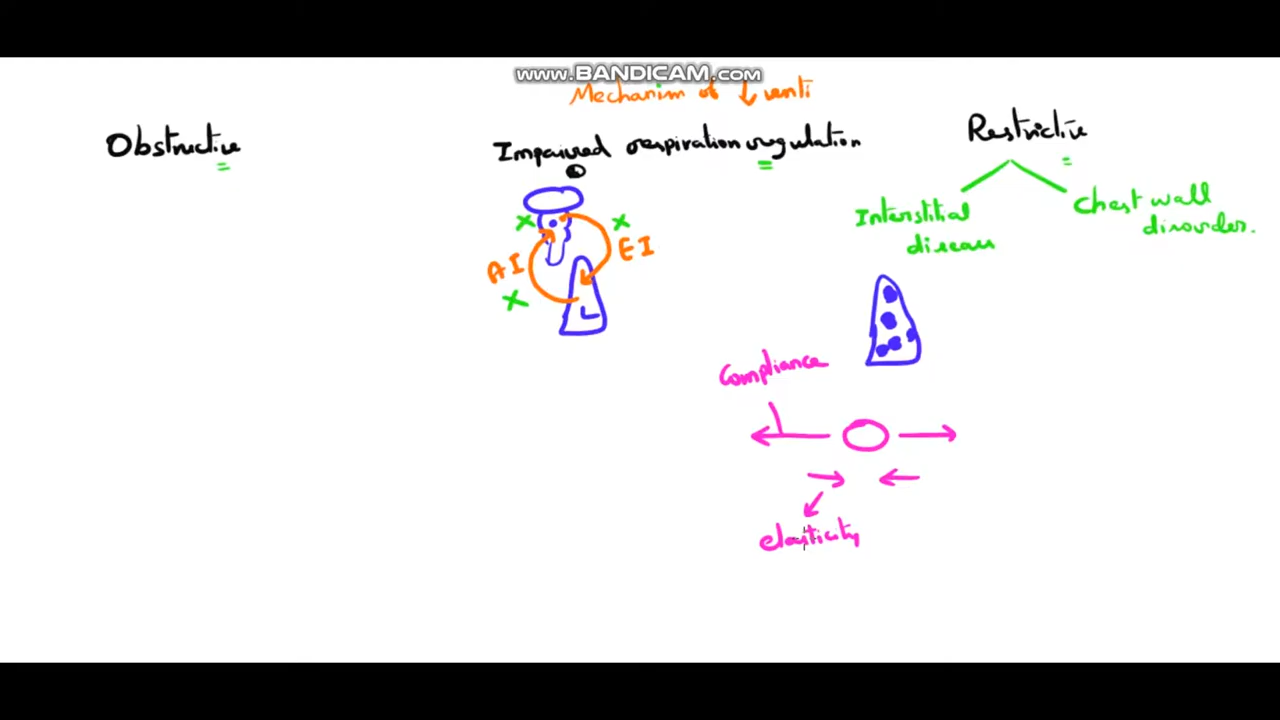 www.BANDICAM.com
Mechanism of ↓ venti
Obstructive
Impaired respiration regulation
Restrictive
Interstitial
disease
Chest wall
disorder.
X
X
AI
EI
X
L
Compliance
elasticity